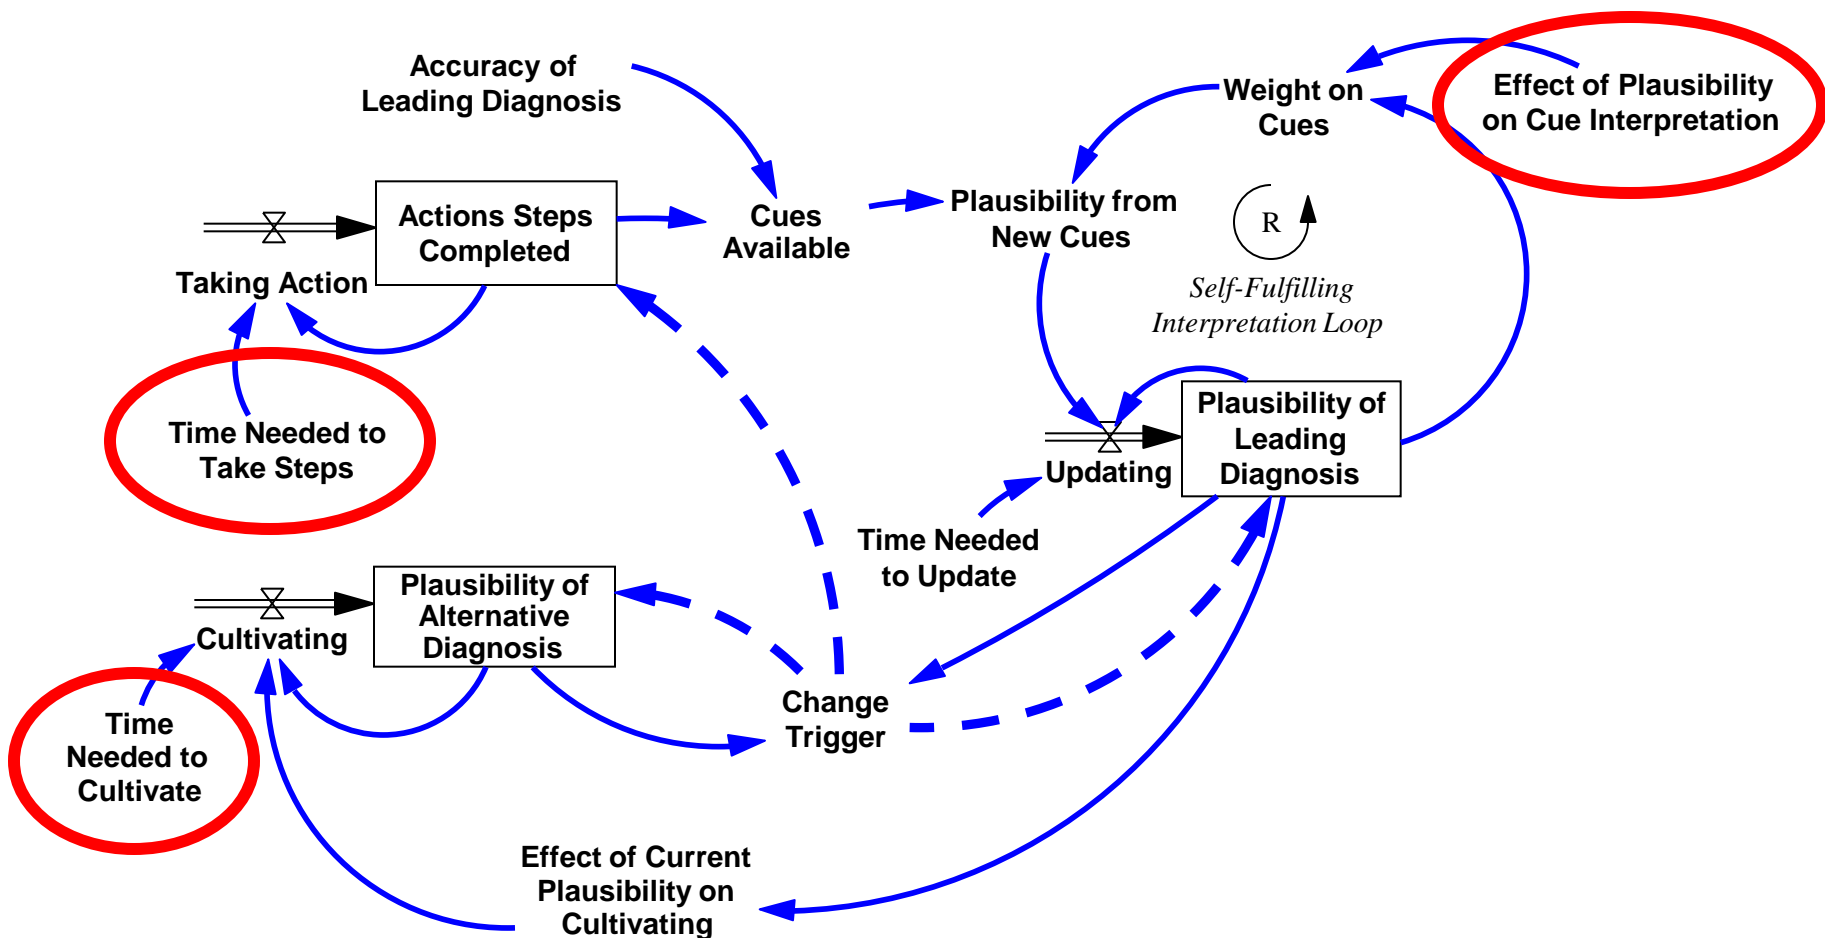 Accuracy of
Leading Diagnosis
Effect of Plausibility
on Cue Interpretation
Weight on
Cues
Actions Steps
Completed
Cues
Available
Plausibility from
New Cues
R
Taking Action
Self-Fulfilling
Interpretation Loop
Time Needed to
Take Steps
Plausibility of
Leading
Diagnosis
Updating
Time Needed
to Update
Plausibility of
Alternative
Diagnosis
Cultivating
Change
Trigger
Time
Needed to
Cultivate
Effect of Current
Plausibility on
Cultivating